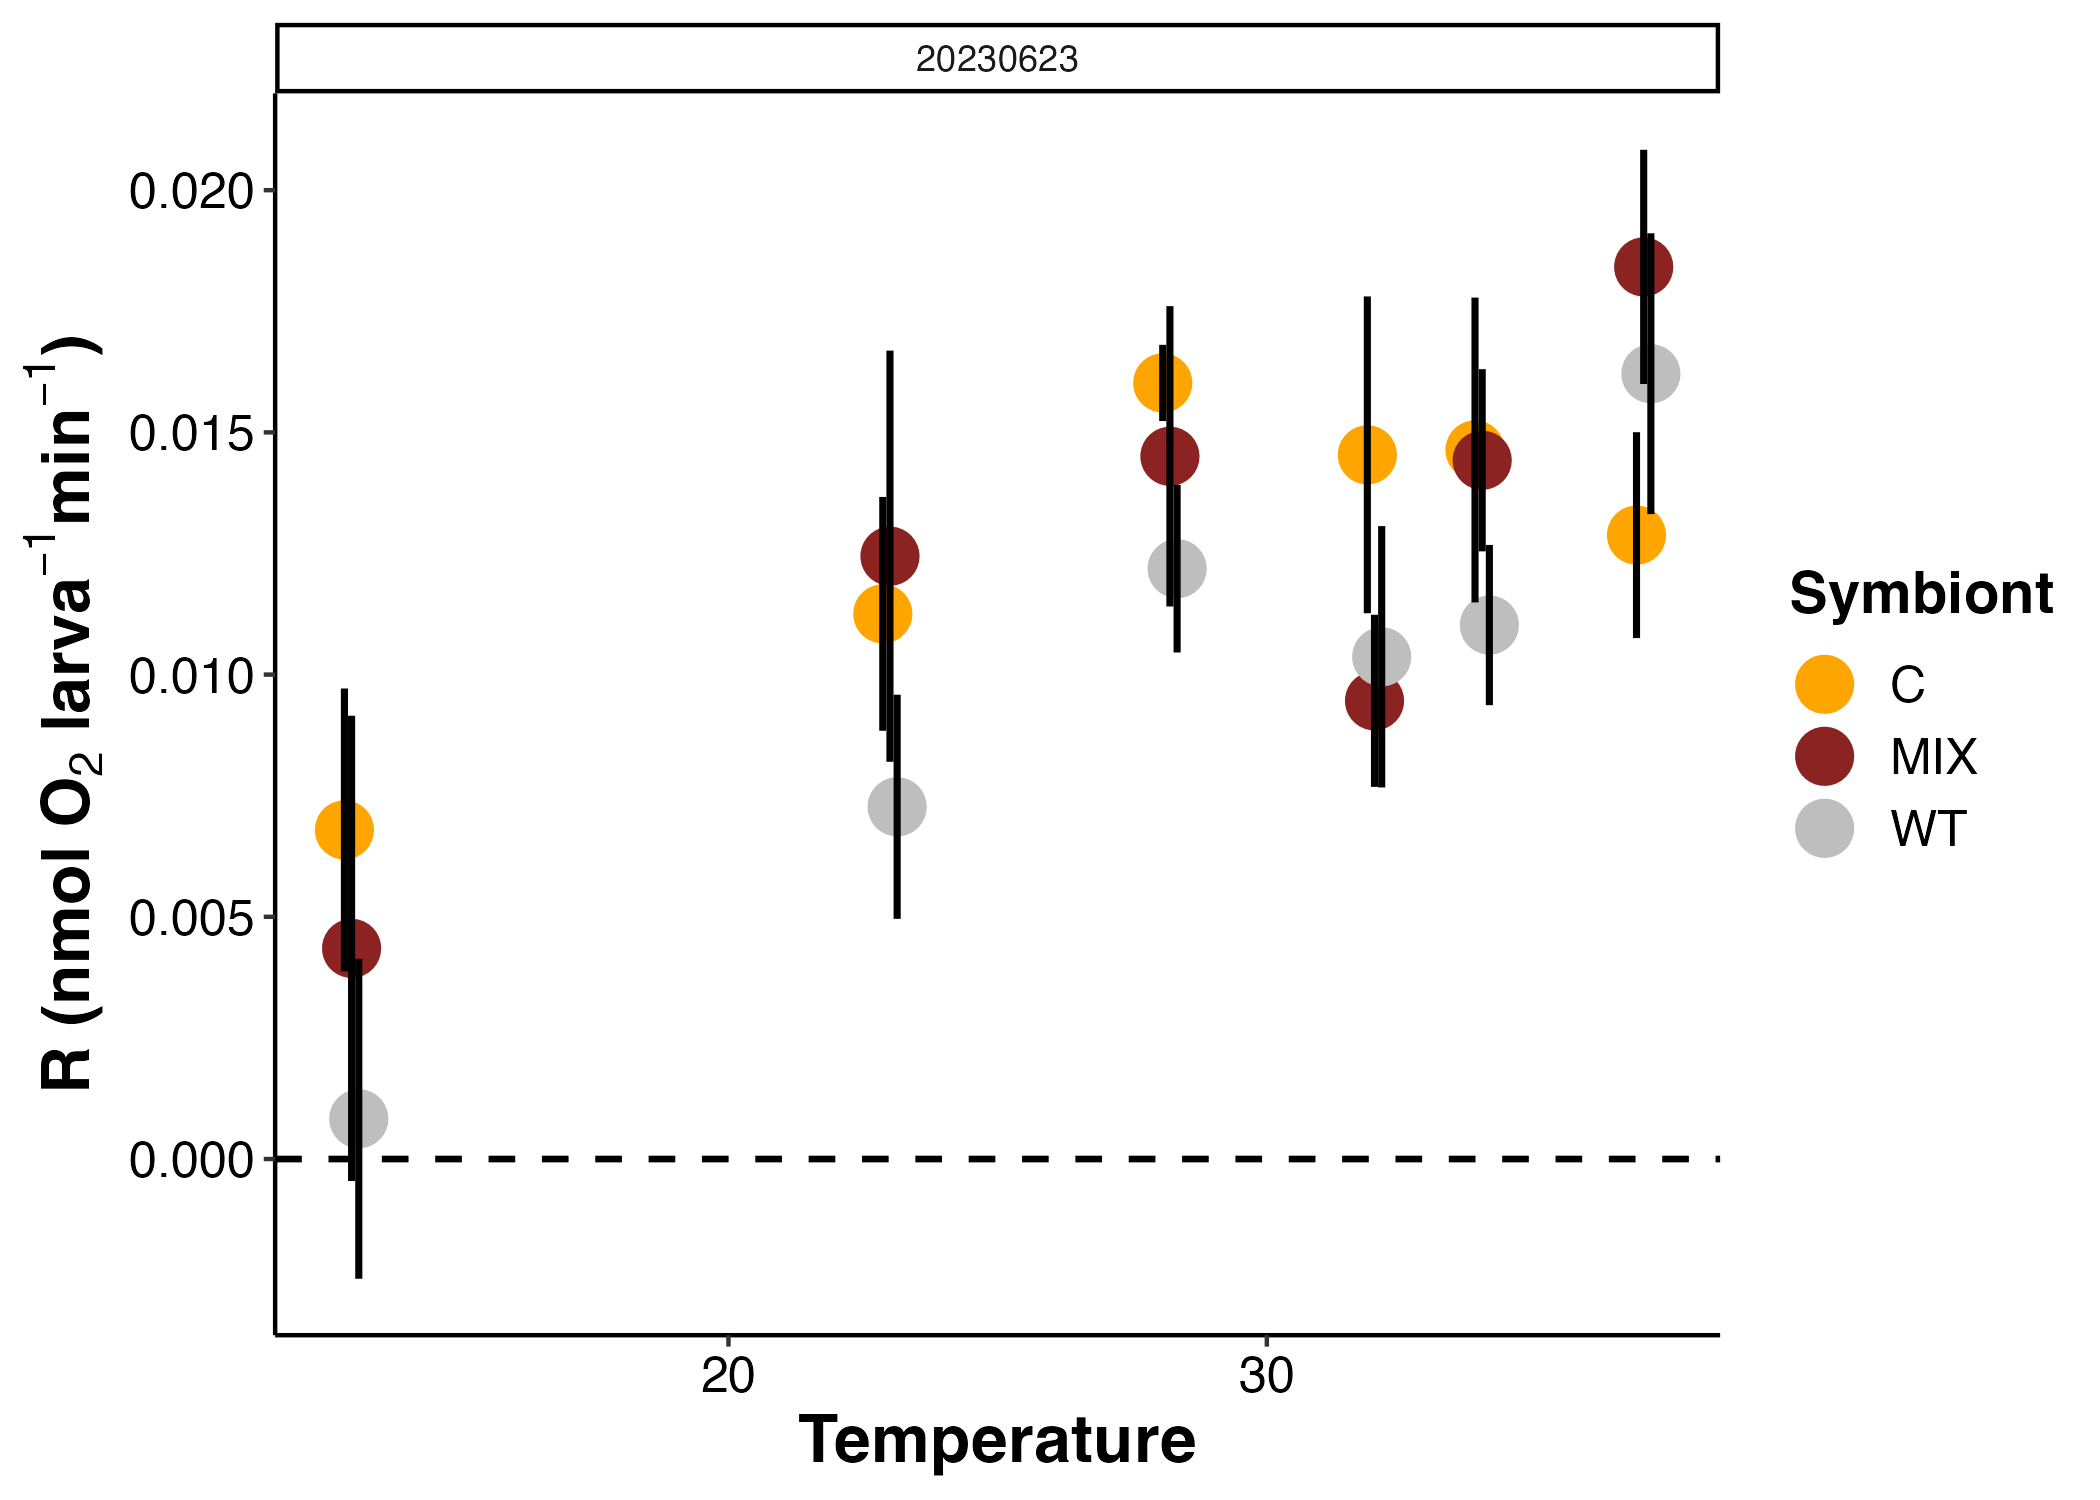 20230623
R (nmol O₂ larva⁻¹min⁻¹)
0.020
0.015
0.010
0.005
0.000
20 30
Temperature
Symbiont
C
MIX
WT